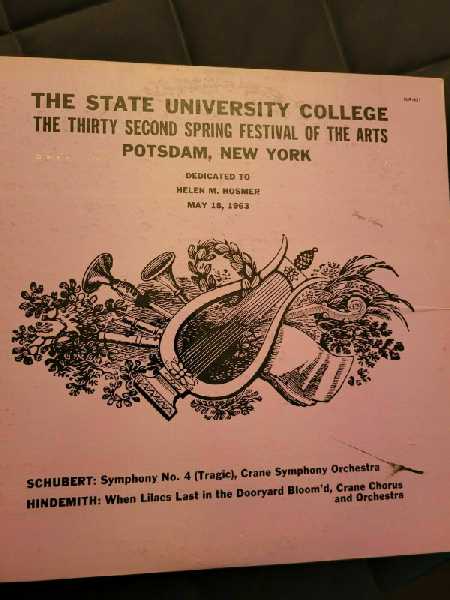 THE STATE UNIVERSITY COLLEGE
THE THIRTY SECOND SPRING FESTIVAL OF THE ARTS
POTSDAM, NEW YORK
DEDICATED TO
HELEN M. HOSMER
MAY 18, 1963
SCHUBERT: Symphony No. 4 (Tragic), Crane Symphony Orchestra
HINDEMITH: When Lilacs Last in the Dooryard Bloom'd, Crane Chorus
and Orchestra